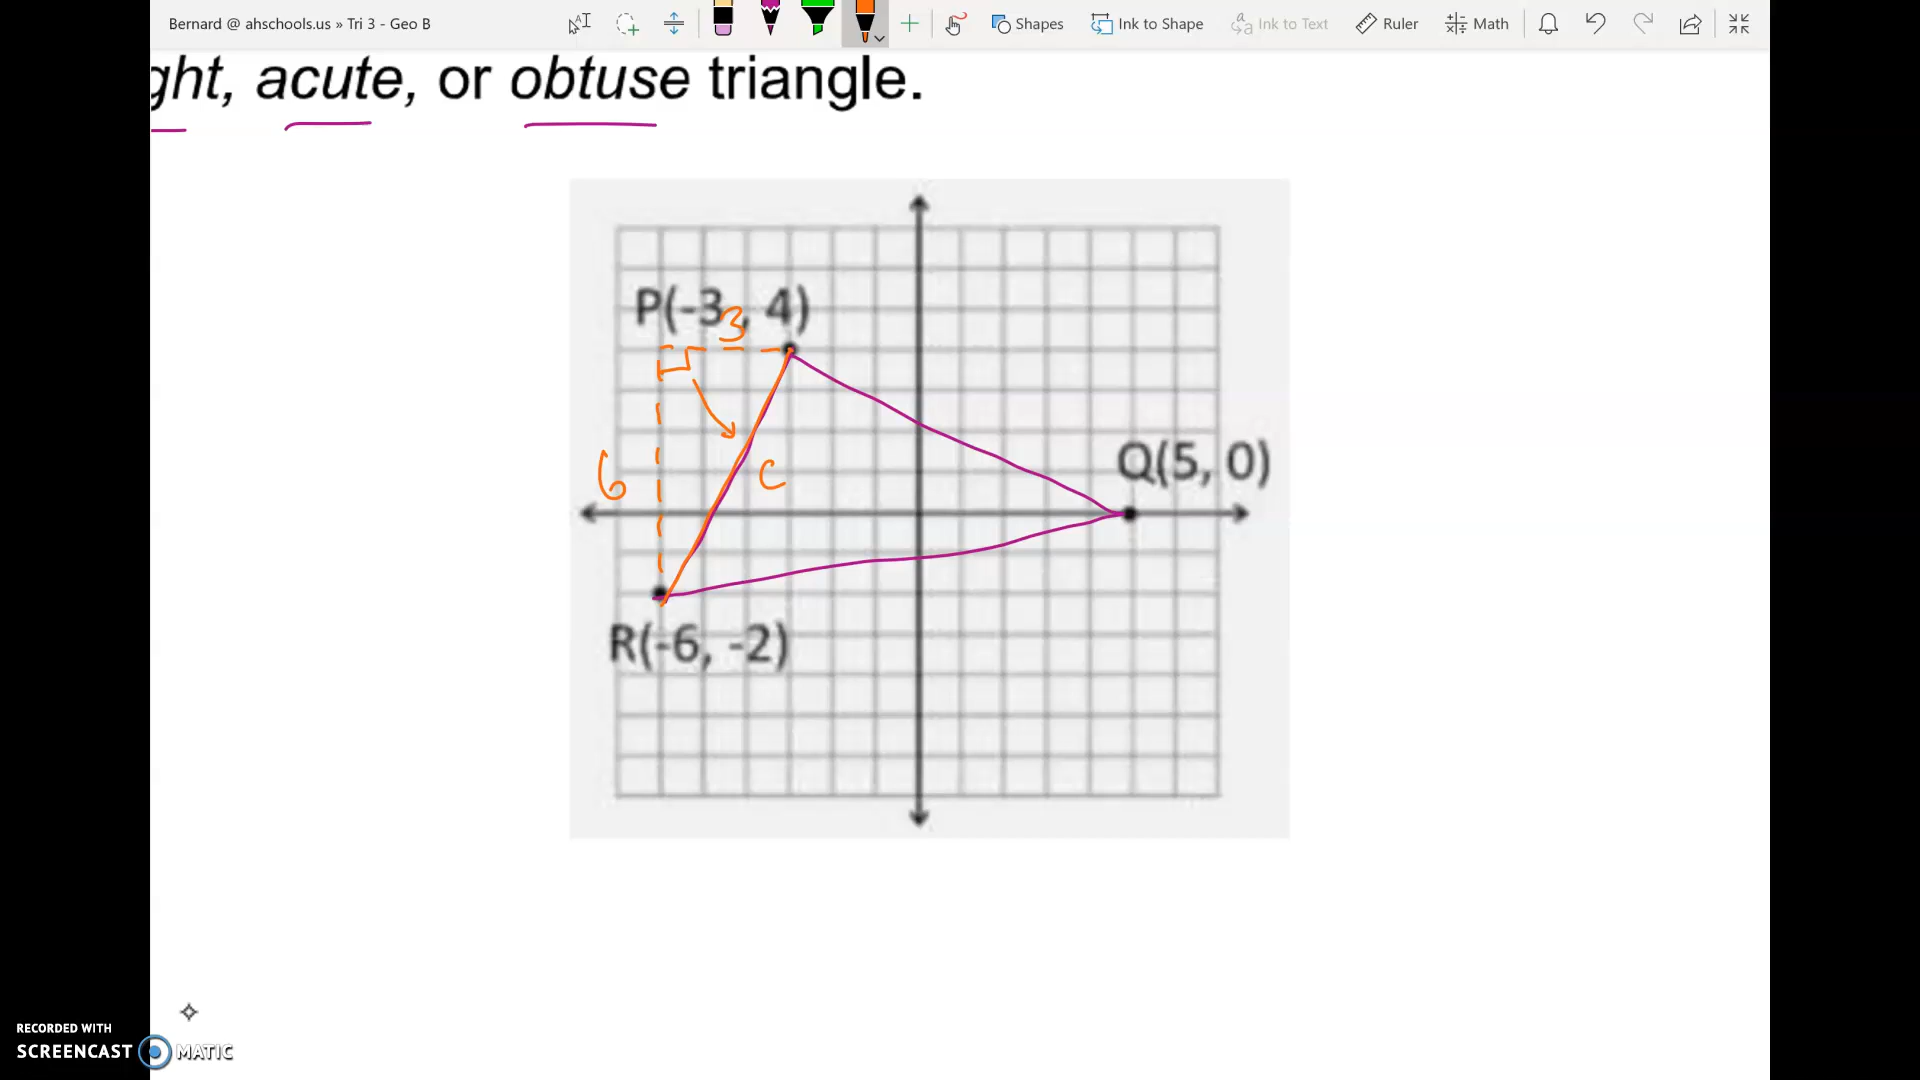 Bernard @ ahschools.us » Tri 3 - Geo B
Shapes
Ink to Shape
Ink to Text
Ruler
Math
ght, acute, or obtuse triangle.
P(-3, 4)
3
6
C
Q(5, 0)
R(-6, -2)
RECORDED WITH
SCREENCAST MATIC